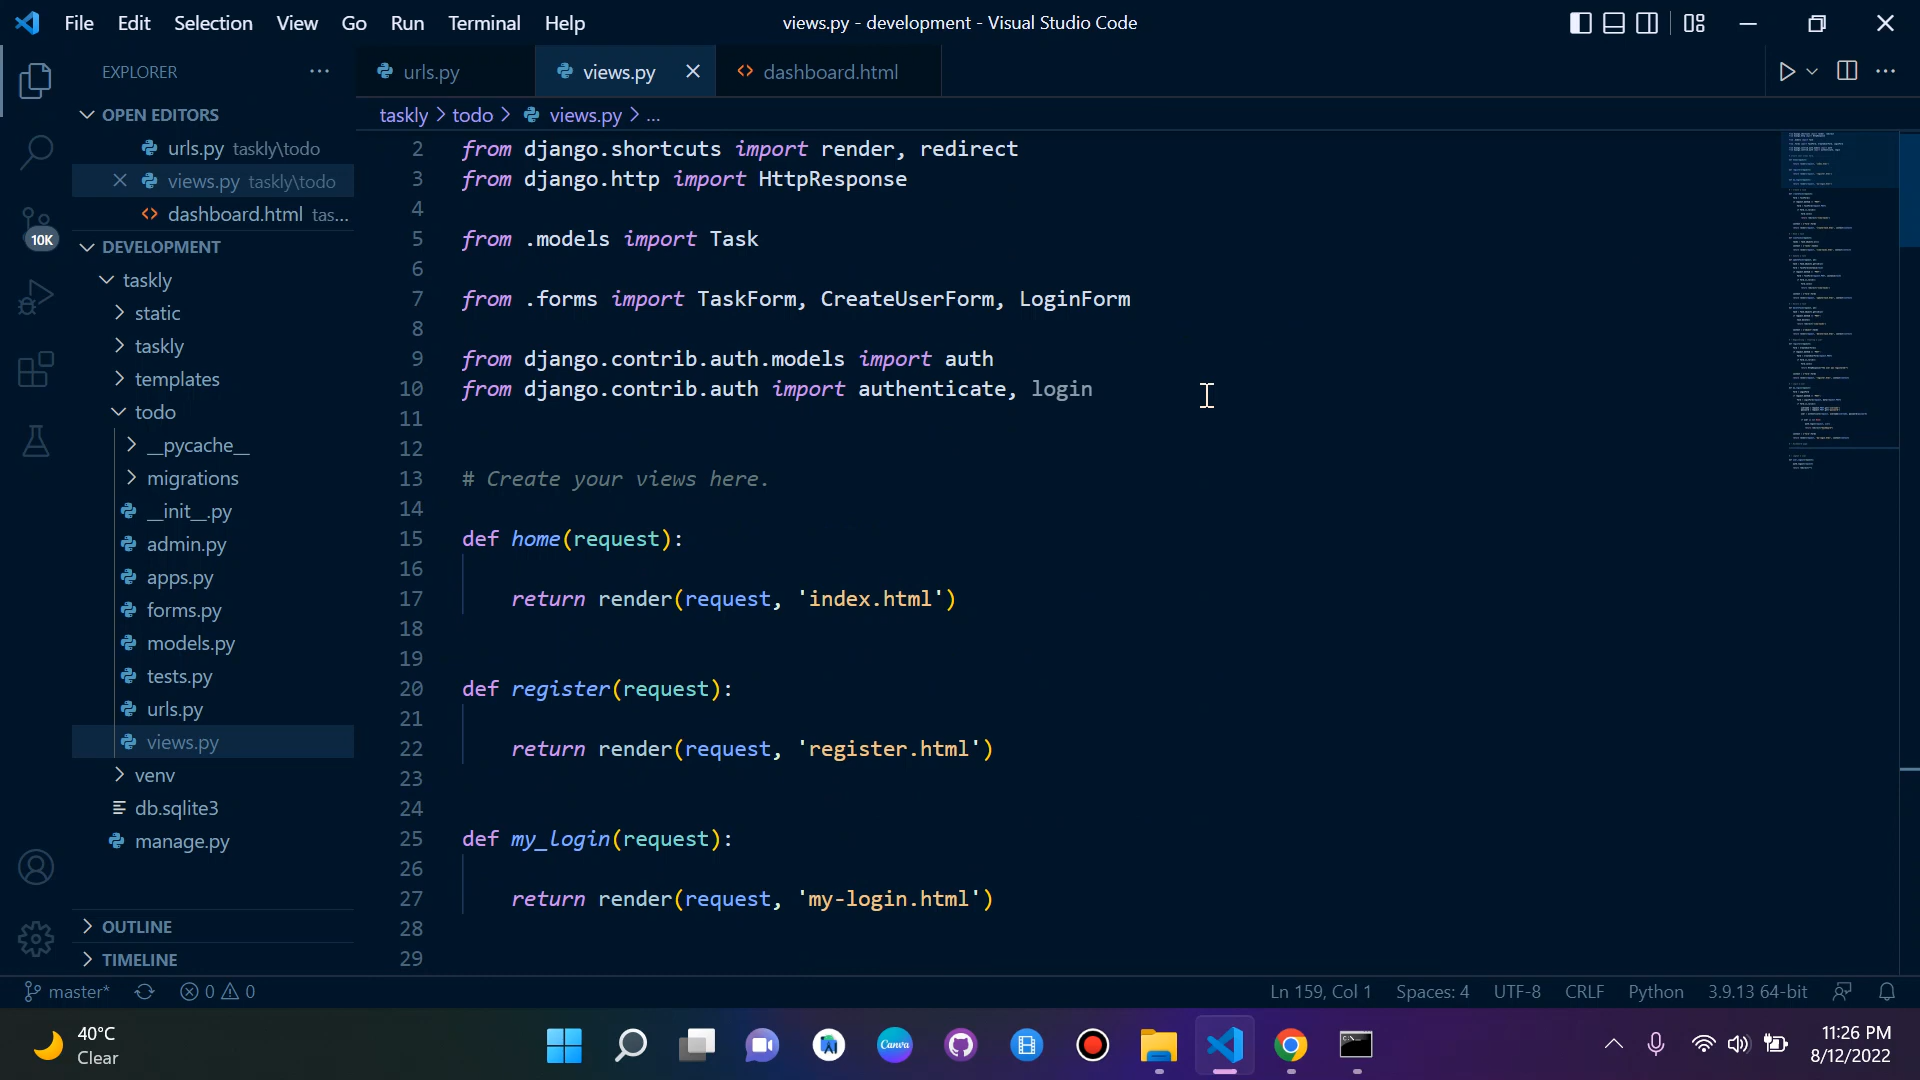 File Edit Selection View Go Run Terminal Help
views.py - development - Visual Studio Code
EXPLORER
OPEN EDITORS
urls.py taskly\todo
views.py taskly\todo
dashboard.html tas...
DEVELOPMENT
taskly
static
taskly
templates
todo
__pycache__
migrations
__init__.py
admin.py
apps.py
forms.py
models.py
tests.py
urls.py
views.py
venv
db.sqlite3
manage.py
OUTLINE
TIMELINE
10K
urls.py views.py dashboard.html
taskly > todo > views.py > ...
2 from django.shortcuts import render, redirect
3 from django.http import HttpResponse
4
5 from .models import Task
6
7 from .forms import TaskForm, CreateUserForm, LoginForm
8
9 from django.contrib.auth.models import auth
10 from django.contrib.auth import authenticate, login
11
12
13 # Create your views here.
14
15 def home(request):
16
17 return render(request, 'index.html')
18
19
20 def register(request):
21
22 return render(request, 'register.html')
23
24
25 def my_login(request):
26
27 return render(request, 'my-login.html')
28
29
master* 0 0 Ln 159, Col 1 Spaces: 4 UTF-8 CRLF Python 3.9.13 64-bit
40°C
Clear
Canva
11:26 PM
8/12/2022